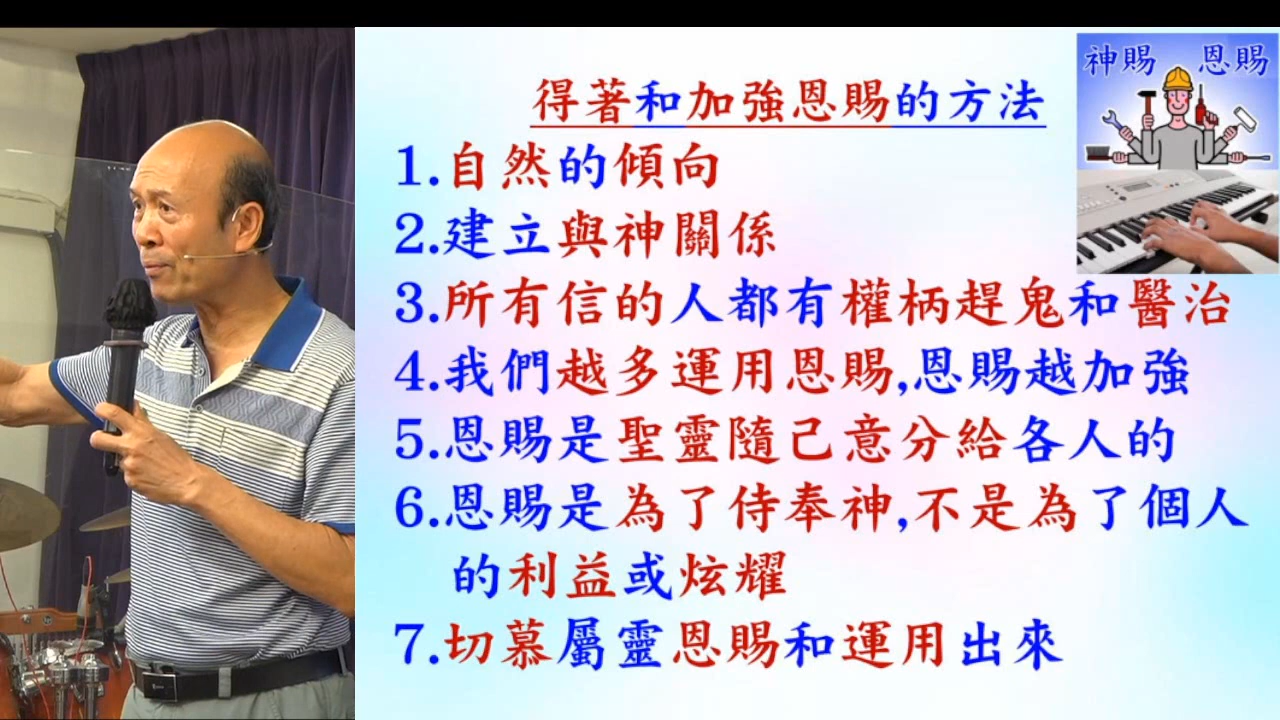 神賜 恩賜
得著和加強恩賜的方法
1.自然的傾向
2.建立與神關係
3.所有信的人都有權柄趕鬼和醫治
4.我們越多運用恩賜,恩賜越加強
5.恩賜是聖靈隨己意分給各人的
6.恩賜是為了侍奉神,不是為了個人
的利益或炫耀
7.切慕屬靈恩賜和運用出來